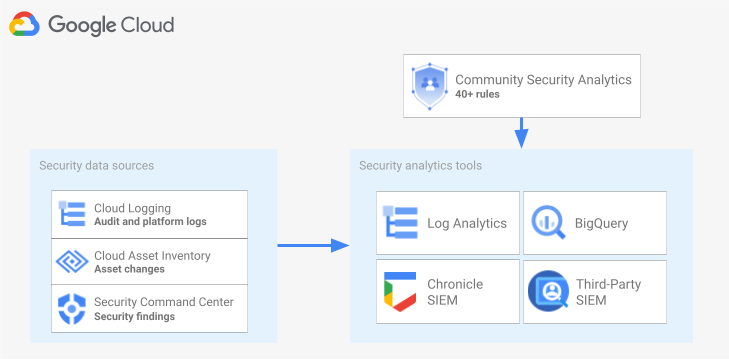 Google Cloud
Community Security Analytics
40+ rules
Security data sources
Cloud Logging
Audit and platform logs
Cloud Asset Inventory
Asset changes
Security Command Center
Security findings
Security analytics tools
Log Analytics
BigQuery
Chronicle
SIEM
Third-Party
SIEM